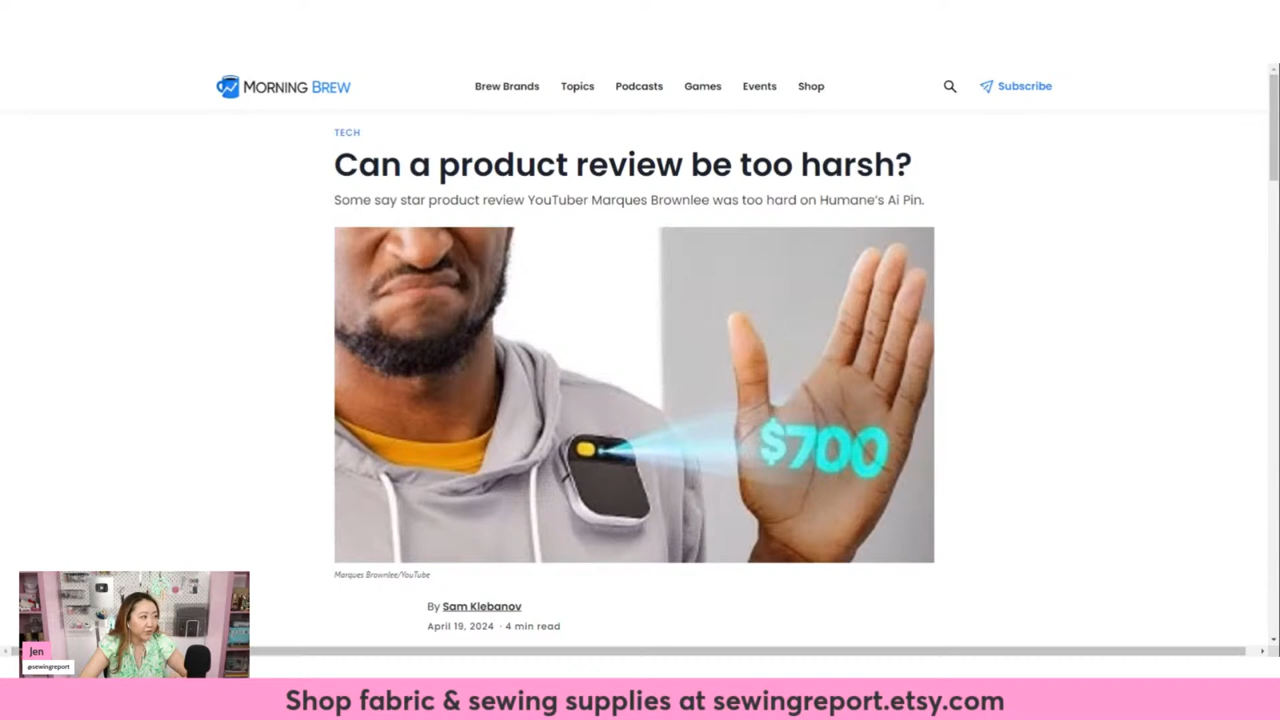 MORNING BREW
Brew Brands Topics Podcasts Games Events Shop Subscribe
TECH
Can a product review be too harsh?
Some say star product review YouTuber Marques Brownlee was too hard on Humane's Ai Pin.
$700
Marques Brownlee/YouTube
By Sam Klebanov
April 19, 2024 · 4 min read
Jen
@sewingreport
Shop fabric & sewing supplies at sewingreport.etsy.com